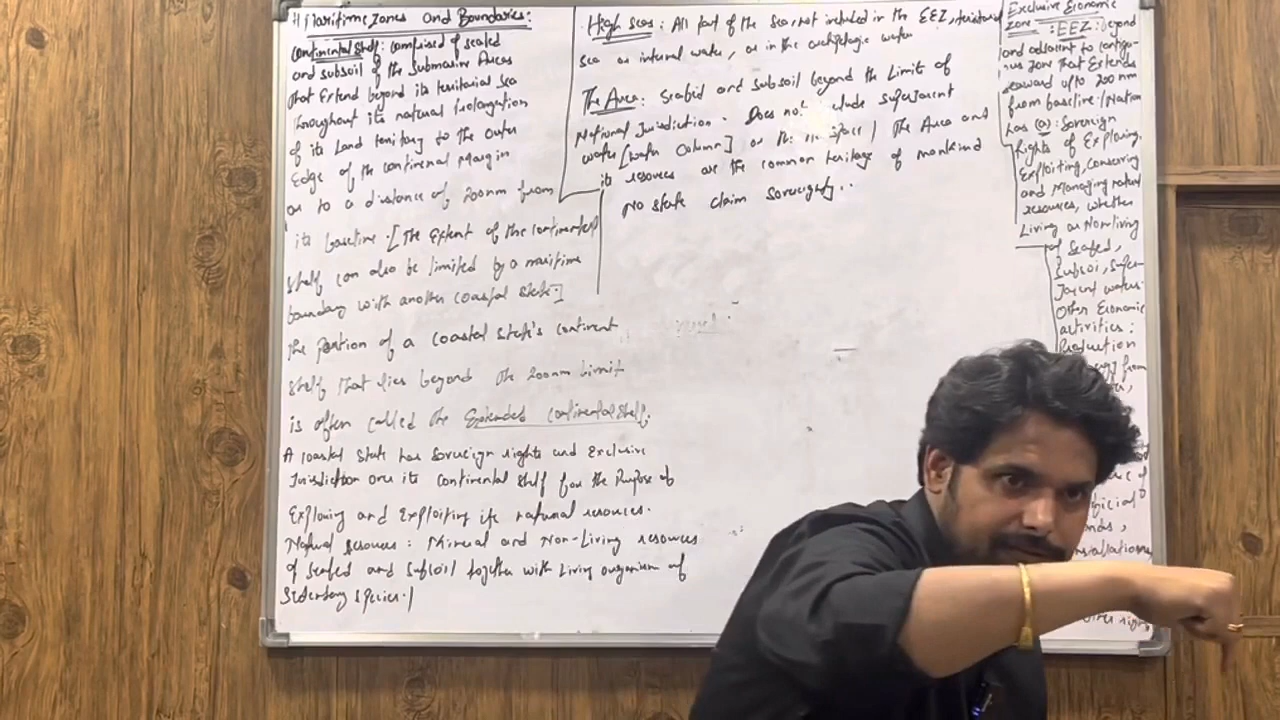 # Maritime Zones and Boundaries:
Continental Shelf: comprised of seabed
and subsoil of the Submarine Areas
that Extend beyond its territorial sea
throughout its natural prolongation
of its Land territory to the outer
Edge of the continental Margin
or to a distance of 200nm from
its baseline. [The Extent of the continental
shelf can also be limited by a maritime
boundary with another coastal state.]
The portion of a coastal state's continent
shelf that lies beyond the 200nm Limit
is often called the Extended continental shelf.
A coastal state has sovereign rights and Exclusive
Jurisdiction over its continental shelf for the Purpose of
Exploring and Exploiting its natural resources.
Natural resources: Mineral and Non-Living resources
of Seabed and subsoil together with Living organism of
Sedentary species.
High seas: All part of the sea not included in the EEZ, territorial
sea or internal water, or in the archipelagic water
The Area: Seabed and subsoil beyond the Limit of
National Jurisdiction. Does not include superjacent
water [water Column] or the space / The Area and
its resources are the common heritage of mankind
No state claim sovereignty..
Exclusive Economic
Zone : EEZ: Beyond
and adjacent to contigu-
ous zone that Extends
seaward upto 200nm
from baseline / Nation
has (a): Sovereign
Rights of Exploring,
Exploiting, Conserving
and Managing natural
resources, whether
Living or Non-living
of Seabed,
Subsoi, Super-
Jacent water.
Other Economic
activities:
Production
from
of